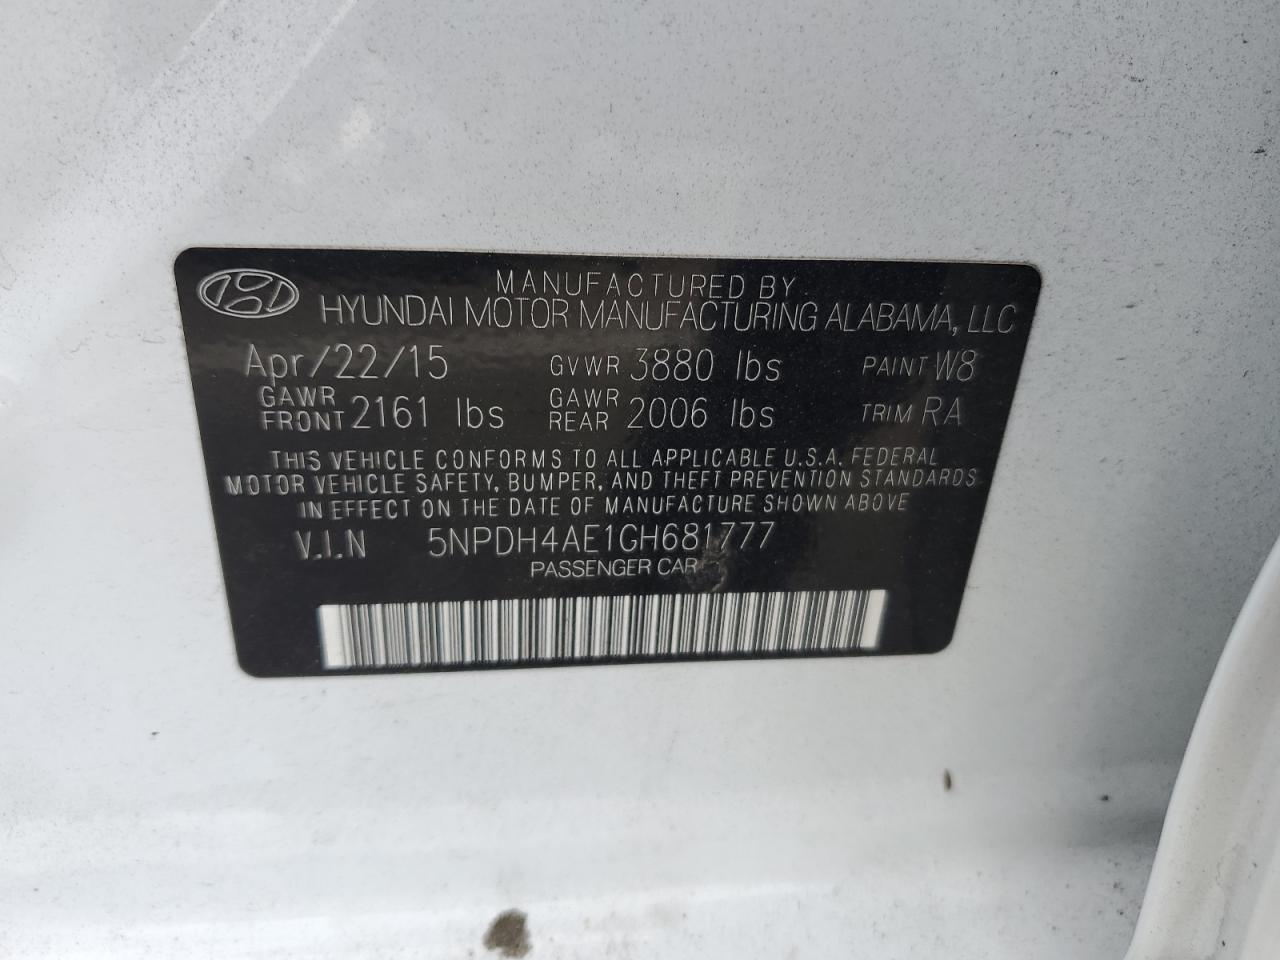 MANUFACTURED BY
HYUNDAI MOTOR MANUFACTURING ALABAMA, LLC
Apr/22/15 GVWR 3880 lbs PAINT W8
GAWR FRONT 2161 lbs GAWR REAR 2006 lbs TRIM RA
THIS VEHICLE CONFORMS TO ALL APPLICABLE U.S.A. FEDERAL
MOTOR VEHICLE SAFETY, BUMPER, AND THEFT PREVENTION STANDARDS
IN EFFECT ON THE DATE OF MANUFACTURE SHOWN ABOVE
V.I.N 5NPDH4AE1GH681777
PASSENGER CAR